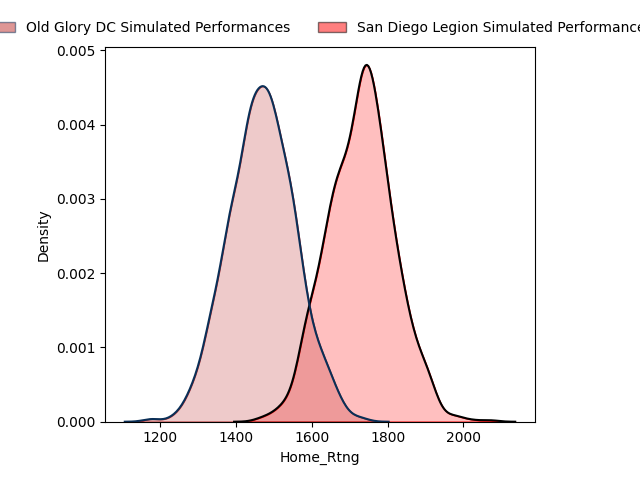 Old Glory DC Simulated Performances
San Diego Legion Simulated Performance
0.005
0.004
0.003
0.002
0.001
0.000
Density
1200 1400 1600 1800 2000
Home_Rtng